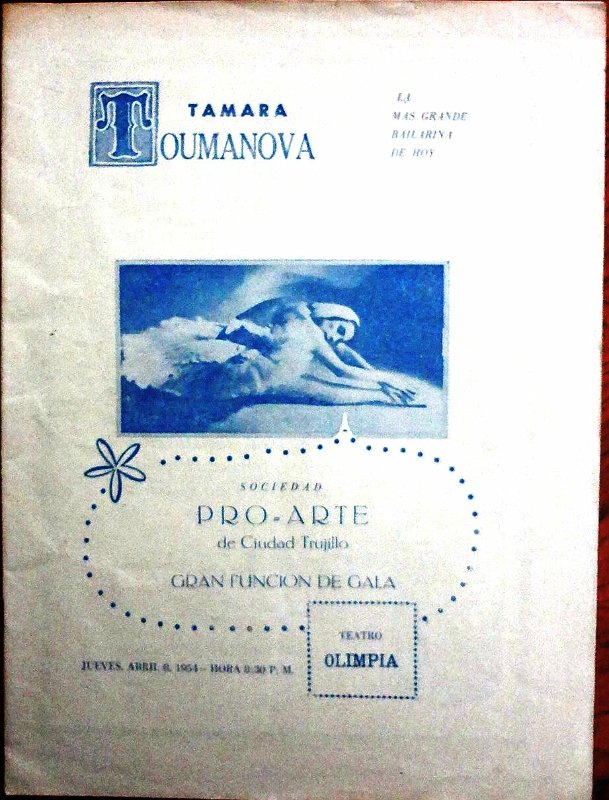 TAMARA
TOUMANOVA
LA
MAS GRANDE
BAILARINA
DE HOY
SOCIEDAD
PRO-ARTE
de Ciudad Trujillo
GRAN FUNCION DE GALA
TEATRO
OLIMPIA
JUEVES, ABRIL 8, 1954 - HORA 9:30 P. M.